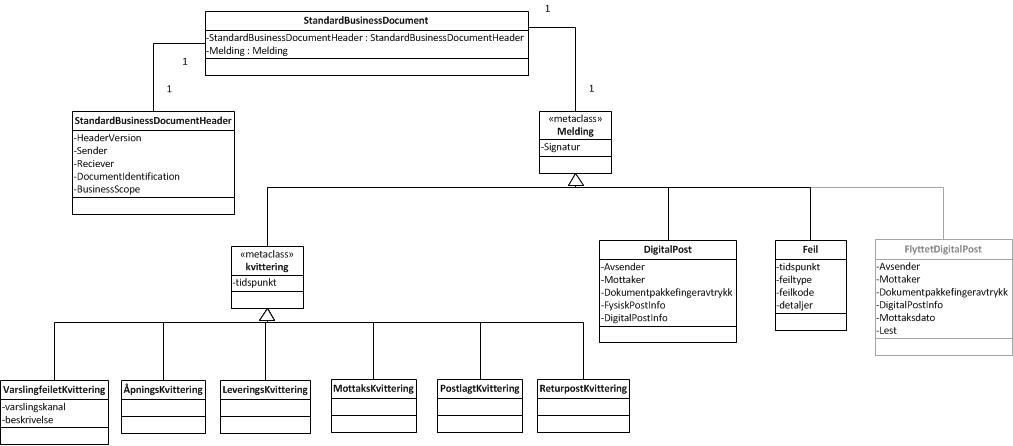 1
StandardBusinessDocument
-StandardBusinessDocumentHeader : StandardBusinessDocumentHeader
-Melding : Melding
1
1
1
StandardBusinessDocumentHeader
-HeaderVersion
-Sender
-Reciever
-DocumentIdentification
-BusinessScope
«metaclass»
Melding
-Signatur
«metaclass»
kvittering
-tidspunkt
DigitalPost
-Avsender
-Mottaker
-Dokumentpakkefingeravtrykk
-FysiskPostInfo
-DigitalPostInfo
Feil
-tidspunkt
-feiltype
-feilkode
-detaljer
FlyttetDigitalPost
-Avsender
-Mottaker
-Dokumentpakkefingeravtrykk
-DigitalPostInfo
-Mottaksdato
-Lest
VarslingfeiletKvittering
-varslingskanal
-beskrivelse
ÅpningsKvittering
LeveringsKvittering
MottaksKvittering
PostlagtKvittering
ReturpostKvittering